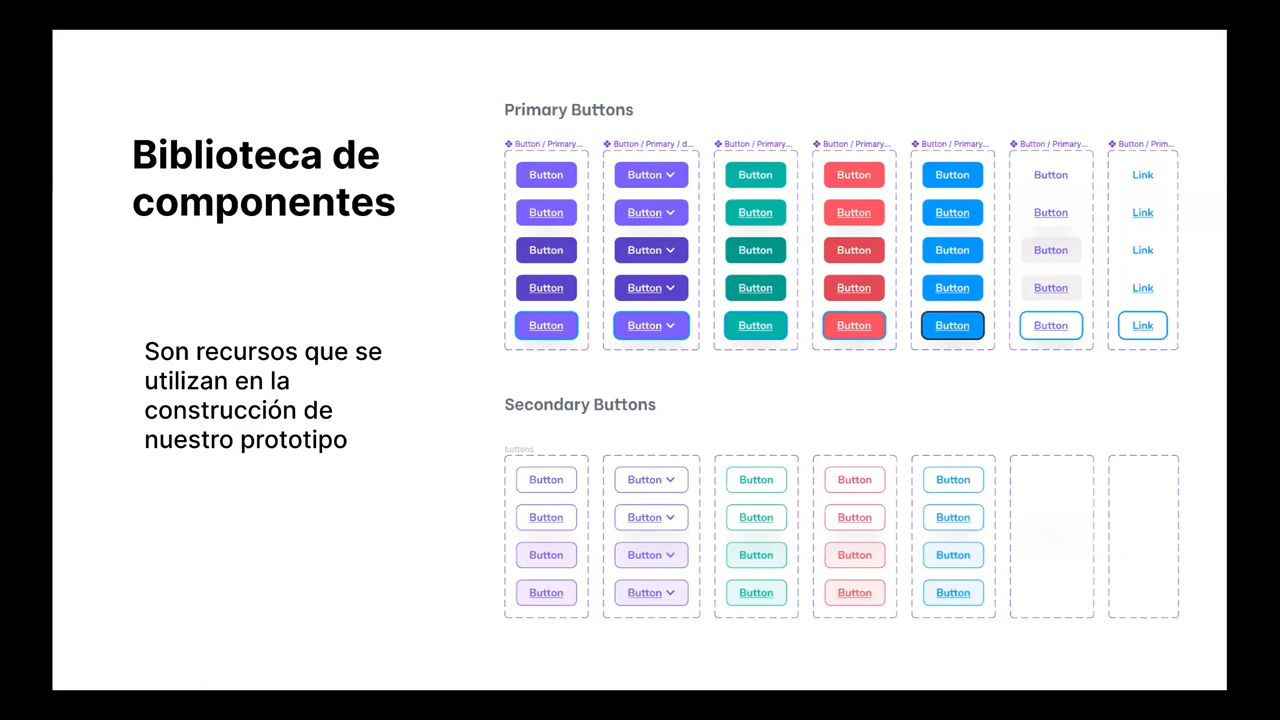 Biblioteca de
componentes
Son recursos que se
utilizan en la
construcción de
nuestro prototipo
Primary Buttons
Button / Primary... Button / Primary / d... Button / Primary... Button / Primary... Button / Primary... Button / Primary... Button / Prim...
Button Button Button Button Button Button Link
Button Button Button Button Button Button Link
Button Button Button Button Button Button Link
Button Button Button Button Button Button Link
Button Button Button Button Button Button Link
Secondary Buttons
buttons
Button Button Button Button Button
Button Button Button Button Button
Button Button Button Button Button
Button Button Button Button Button